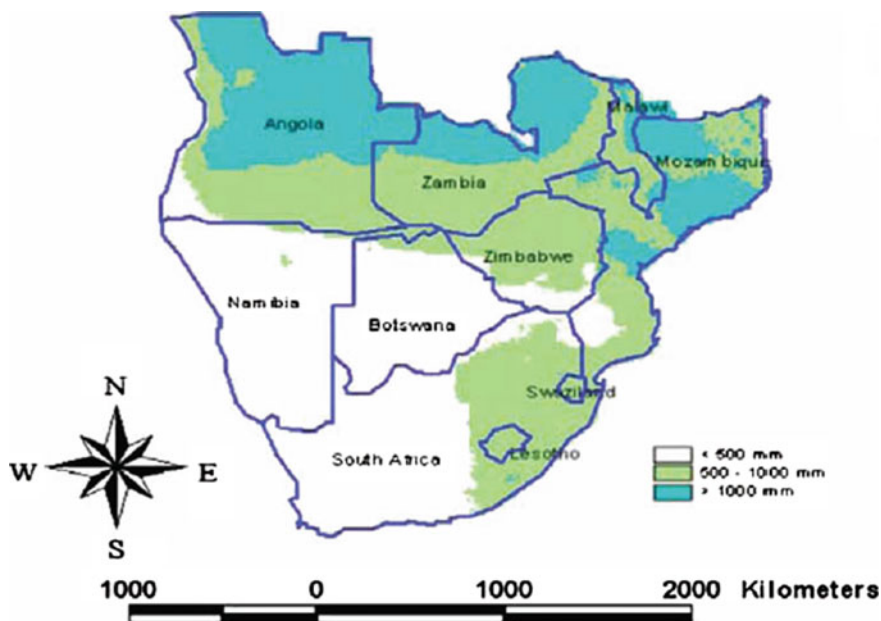 Angola
Malawi
Mozambique
Zambia
Zimbabwe
Namibia
Botswana
Swaziland
South Africa
Lesotho
N
W
E
S
< 500 mm
500 - 1000 mm
> 1000 mm
1000 0 1000 2000 Kilometers